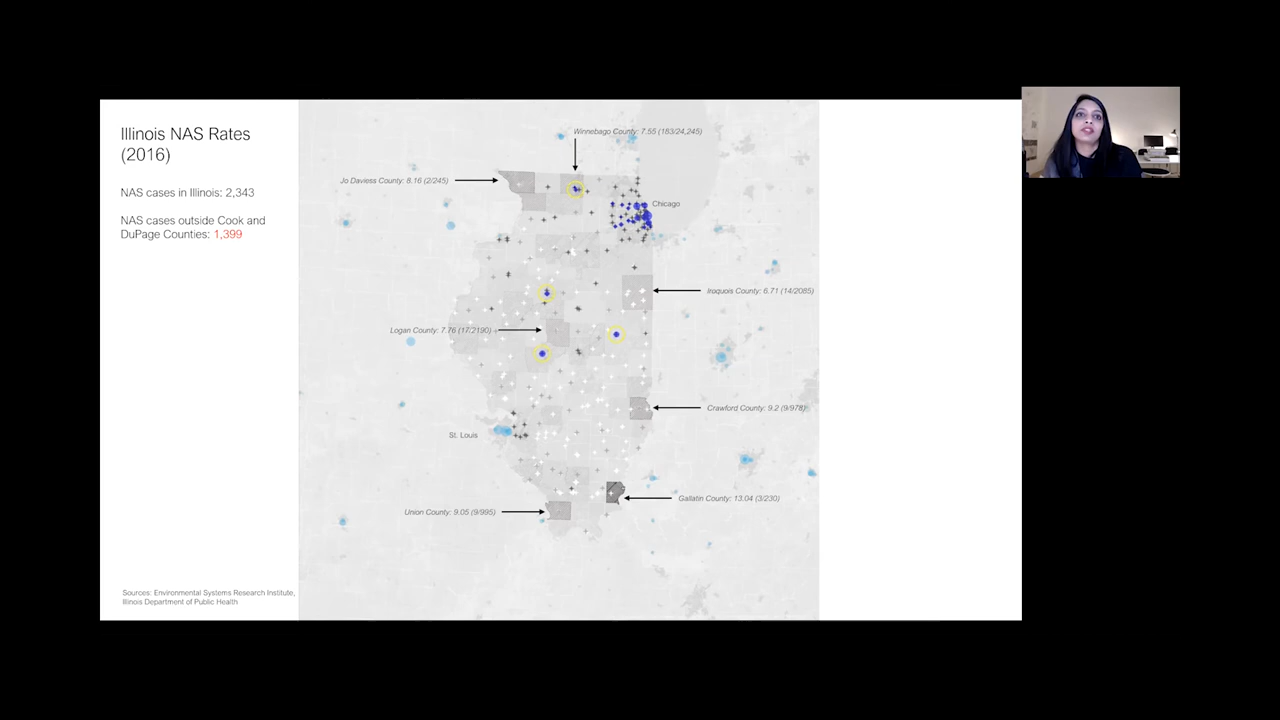 Illinois NAS Rates
(2016)
NAS cases in Illinois: 2,343
NAS cases outside Cook and
DuPage Counties: 1,399
Winnebago County: 7.55 (183/24,245)
Jo Daviess County: 8.16 (2/245)
Chicago
Iroquois County: 6.71 (14/2085)
Logan County: 7.76 (17/2190)
Crawford County: 9.2 (9/978)
St. Louis
Gallatin County: 13.04 (3/230)
Union County: 9.05 (9/995)
Sources: Environmental Systems Research Institute,
Illinois Department of Public Health